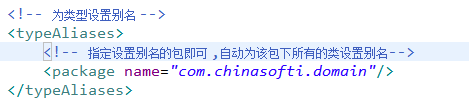 <!-- 为类型设置别名 -->
<typeAliases>
<!-- 指定设置别名的包即可 ,自动为该包下所有的类设置别名-->
<package name="com.chinasofti.domain"/>
</typeAliases>